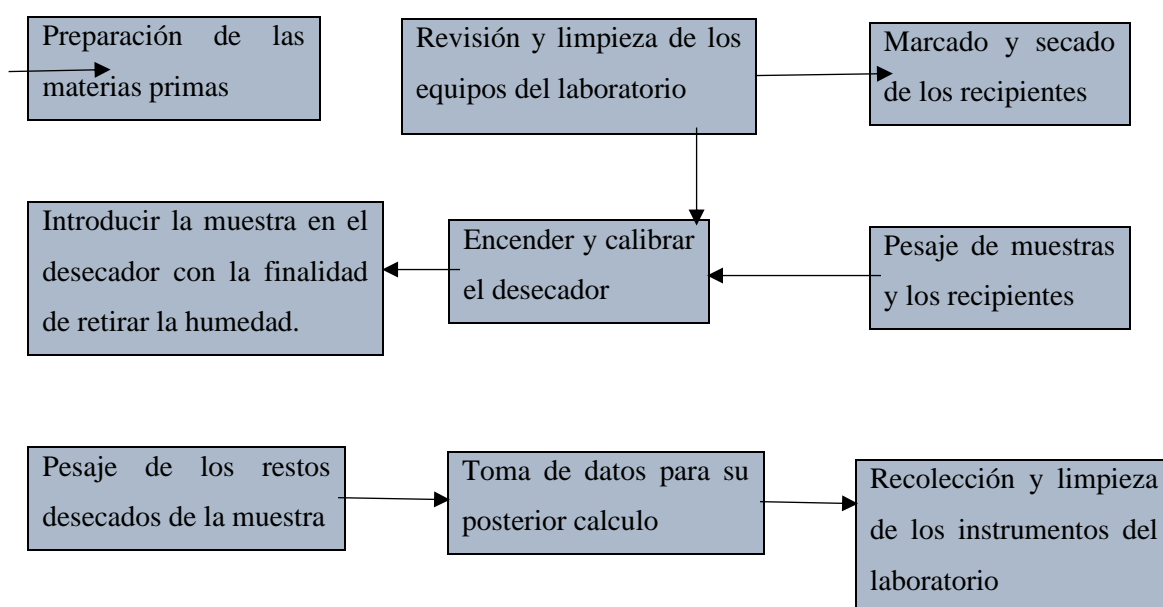 Preparación de las
materias primas
Revisión y limpieza de los
equipos del laboratorio
Marcado y secado
de los recipientes
Introducir la muestra en el
desecador con la finalidad
de retirar la humedad.
Encender y calibrar
el desecador
Pesaje de muestras
y los recipientes
Pesaje de los restos
desecados de la muestra
Toma de datos para su
posterior calculo
Recolección y limpieza
de los instrumentos del
laboratorio